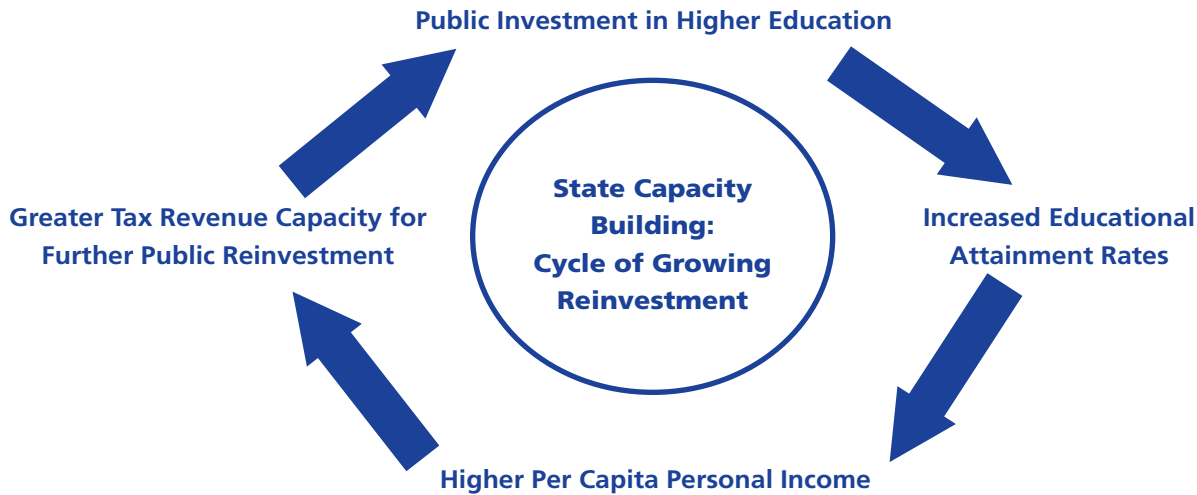 Public Investment in Higher Education
State Capacity
Building:
Cycle of Growing
Reinvestment
Increased Educational
Attainment Rates
Higher Per Capita Personal Income
Greater Tax Revenue Capacity for
Further Public Reinvestment